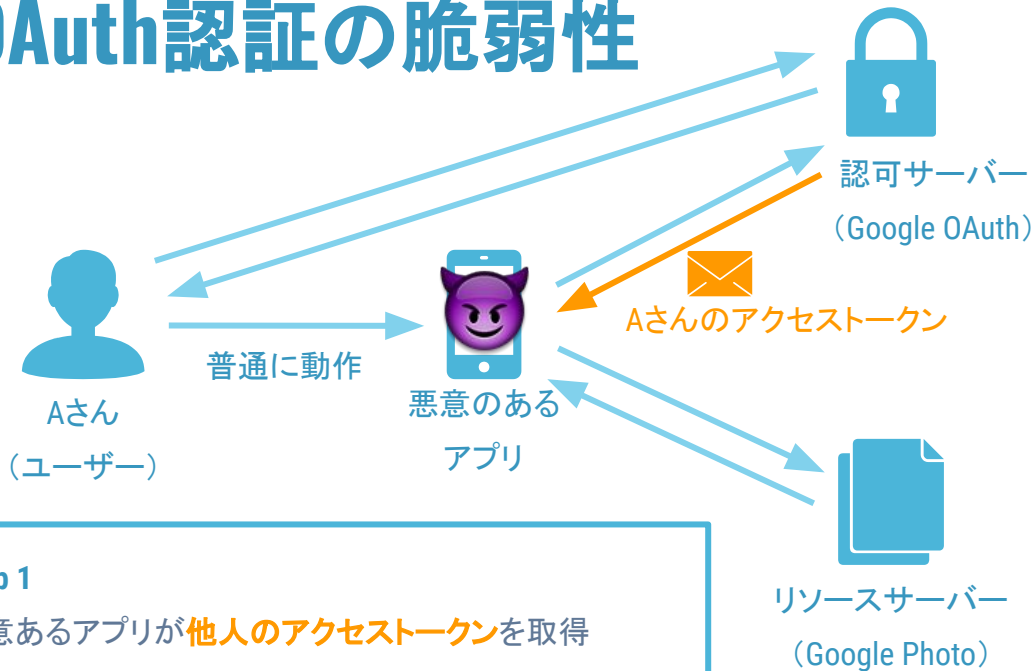 OAuth認証の脆弱性
認可サーバー
（Google OAuth）
Aさんのアクセストークン
普通に動作
Aさん
（ユーザー）
悪意のある
アプリ
p 1
意あるアプリが他人のアクセストークンを取得
リソースサーバー
（Google Photo）